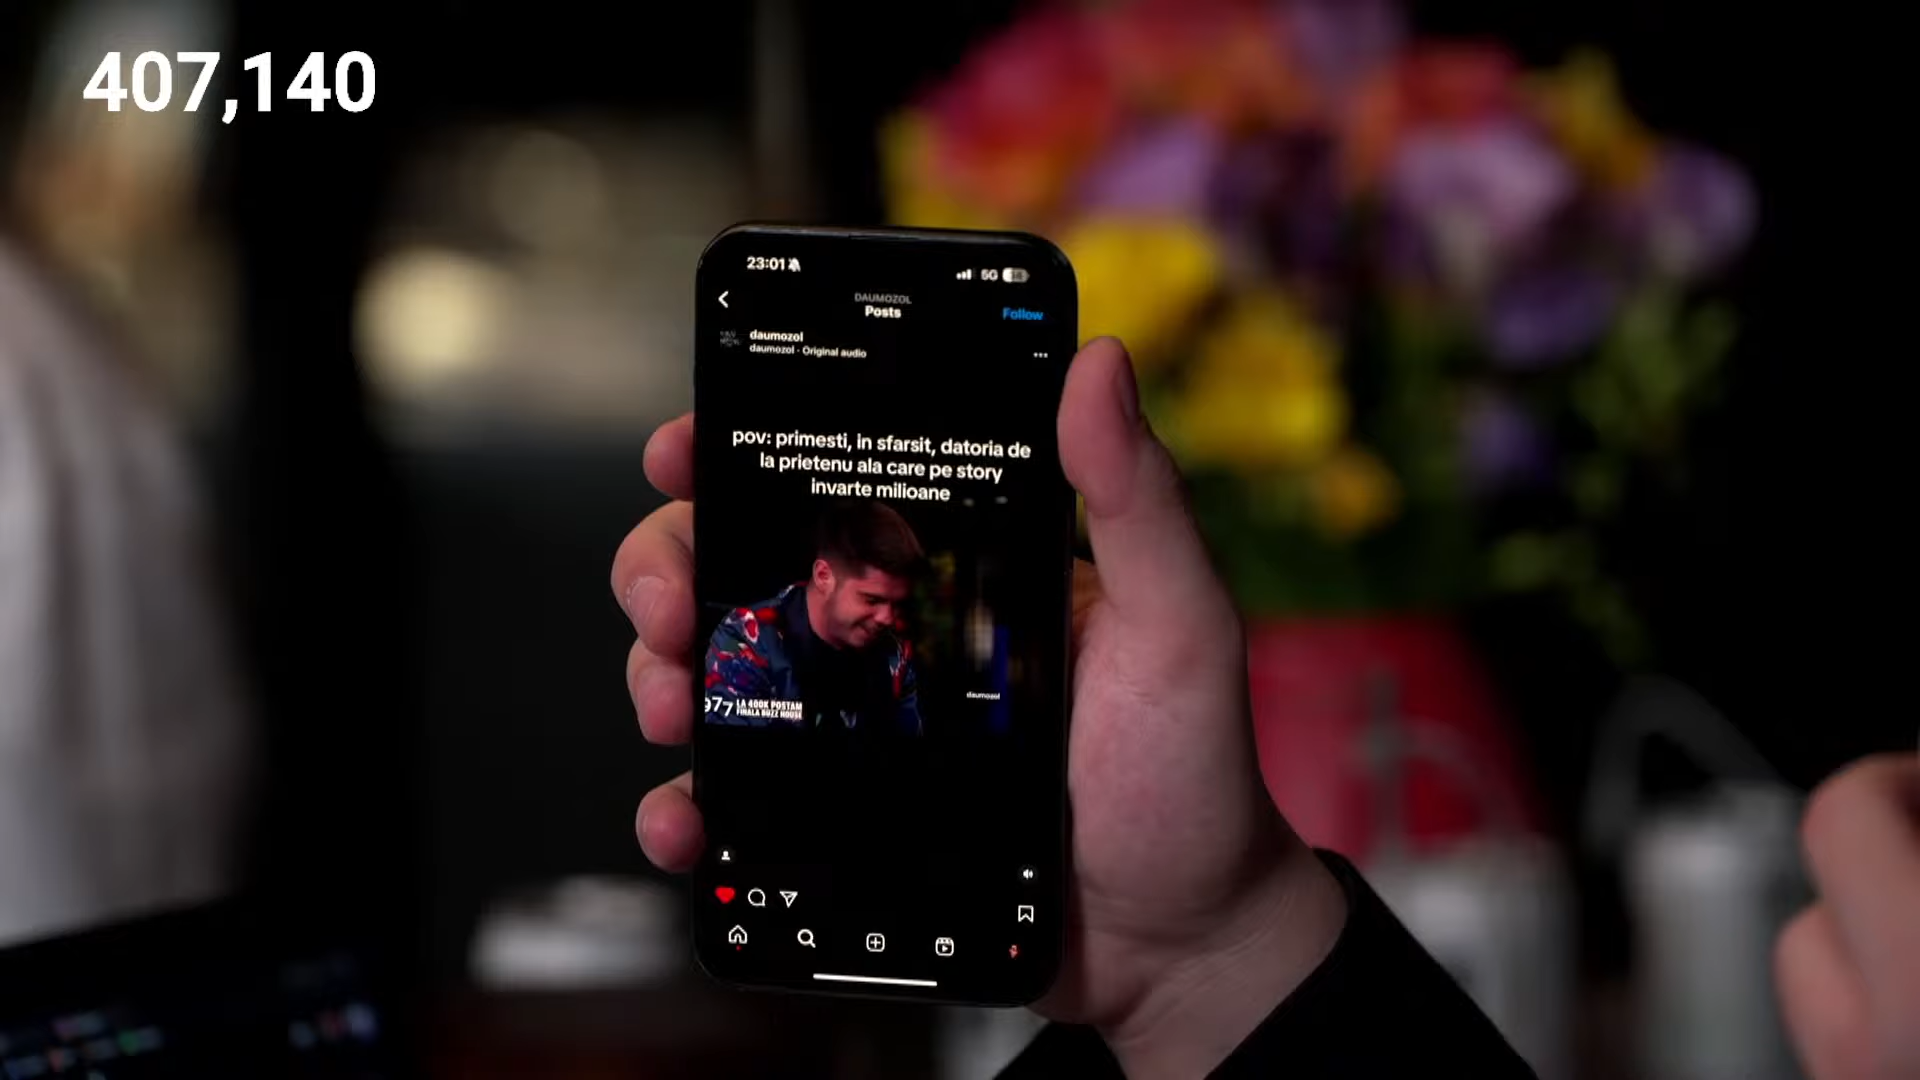 407,140
23:01
5G
DAUMOZOL
Posts
Follow
daumozol
daumozol · Original audio
pov: primesti, in sfarsit, datoria de
la prietenu ala care pe story
invarte milioane
daumozol
977
LA 400K POSTAM
FINALA BUZZ HOUSE